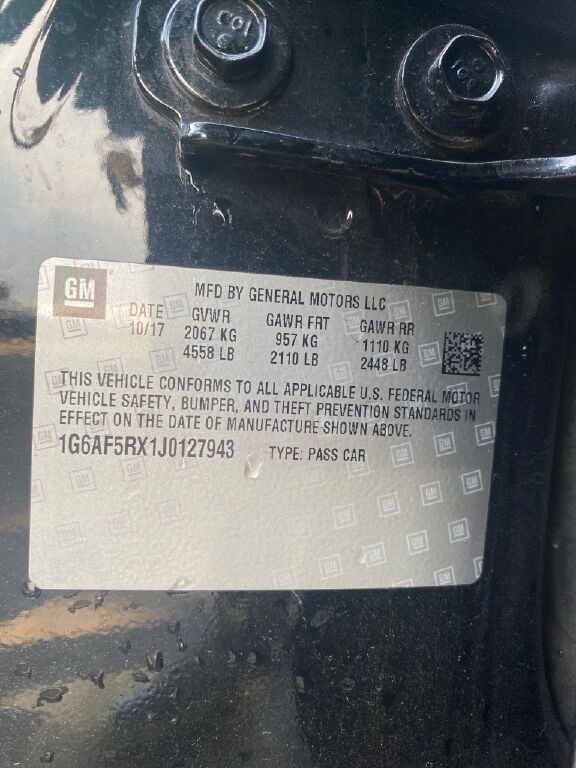 GM
MFD BY GENERAL MOTORS LLC
DATE GVWR GAWR FRT GAWR RR
10/17 2067 KG 957 KG 1110 KG
4558 LB 2110 LB 2448 LB
THIS VEHICLE CONFORMS TO ALL APPLICABLE U.S. FEDERAL MOTOR
VEHICLE SAFETY, BUMPER, AND THEFT PREVENTION STANDARDS IN
EFFECT ON THE DATE OF MANUFACTURE SHOWN ABOVE.
1G6AF5RX1J0127943 TYPE: PASS CAR